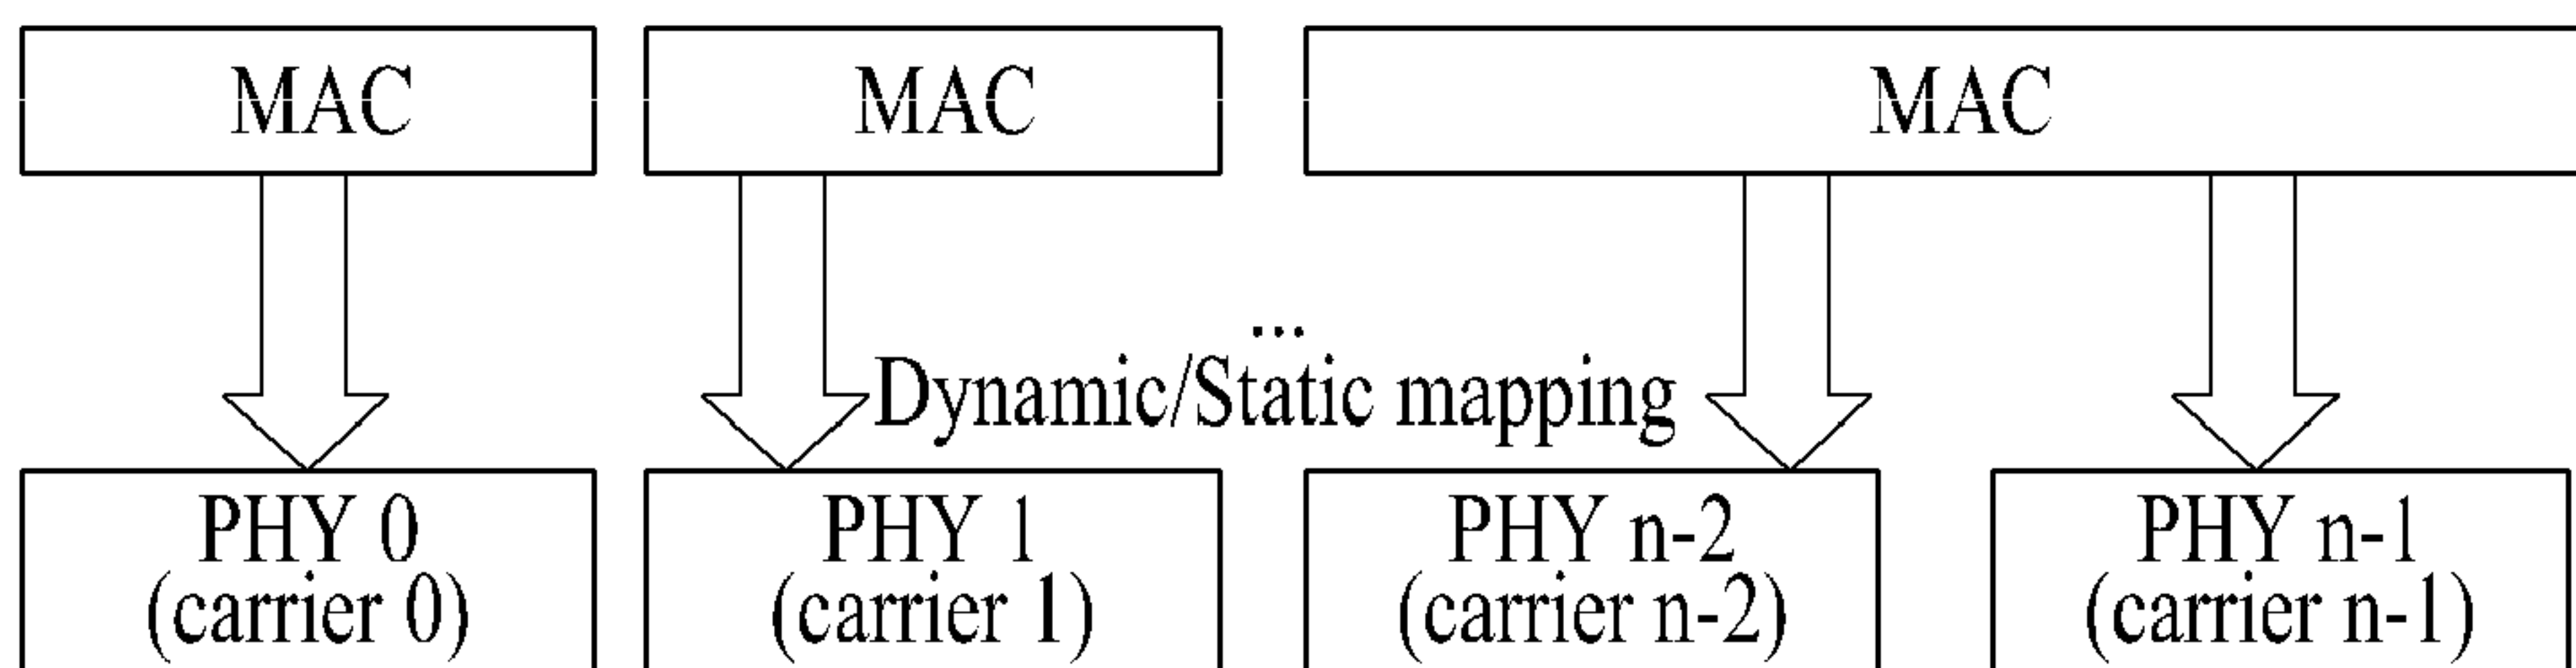 MAC
MAC
MAC
...
Dynamic/Static mapping
PHY 0
(carrier 0)
PHY 1
(carrier 1)
PHY n-2
(carrier n-2)
PHY n-1
(carrier n-1)